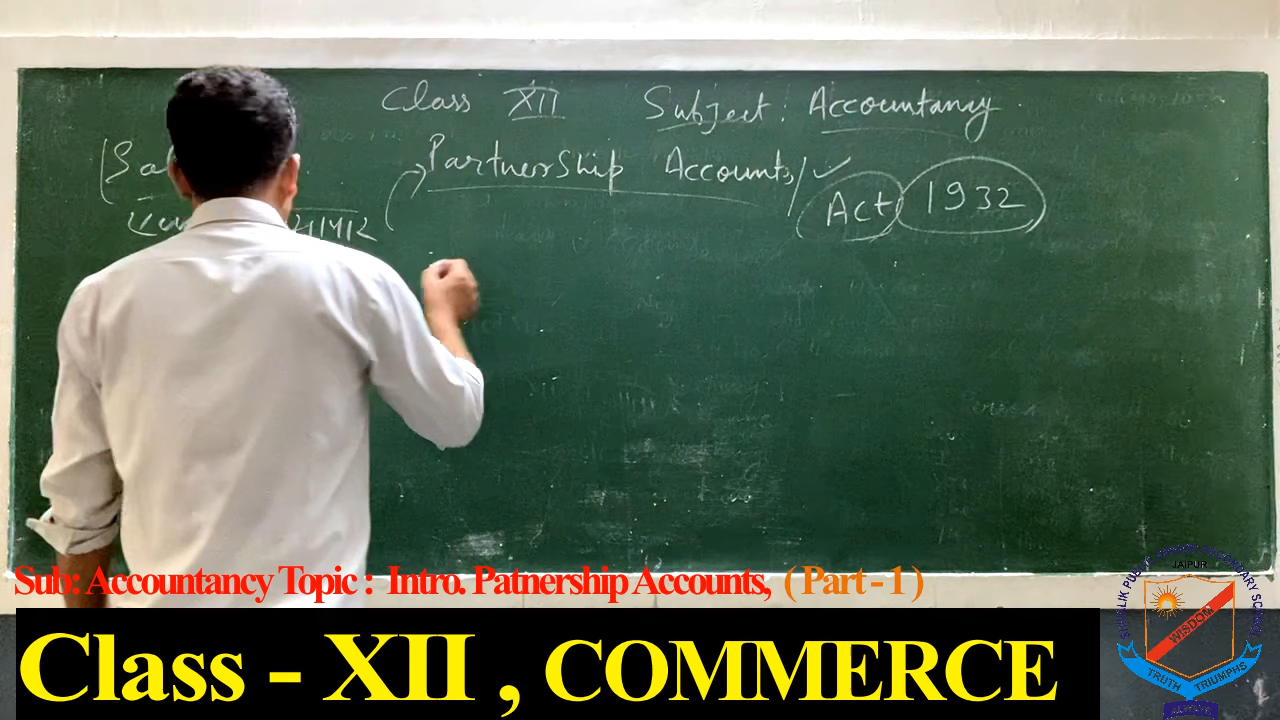 Class XII Subject : Accountancy
Partnership Accounts,
Act 1932
Sub: Accountancy Topic : Intro. Patnership Accounts, ( Part - 1 )
Class - XII , COMMERCE
JAIPUR
WISDOM
TRUTH TRIUMPHS